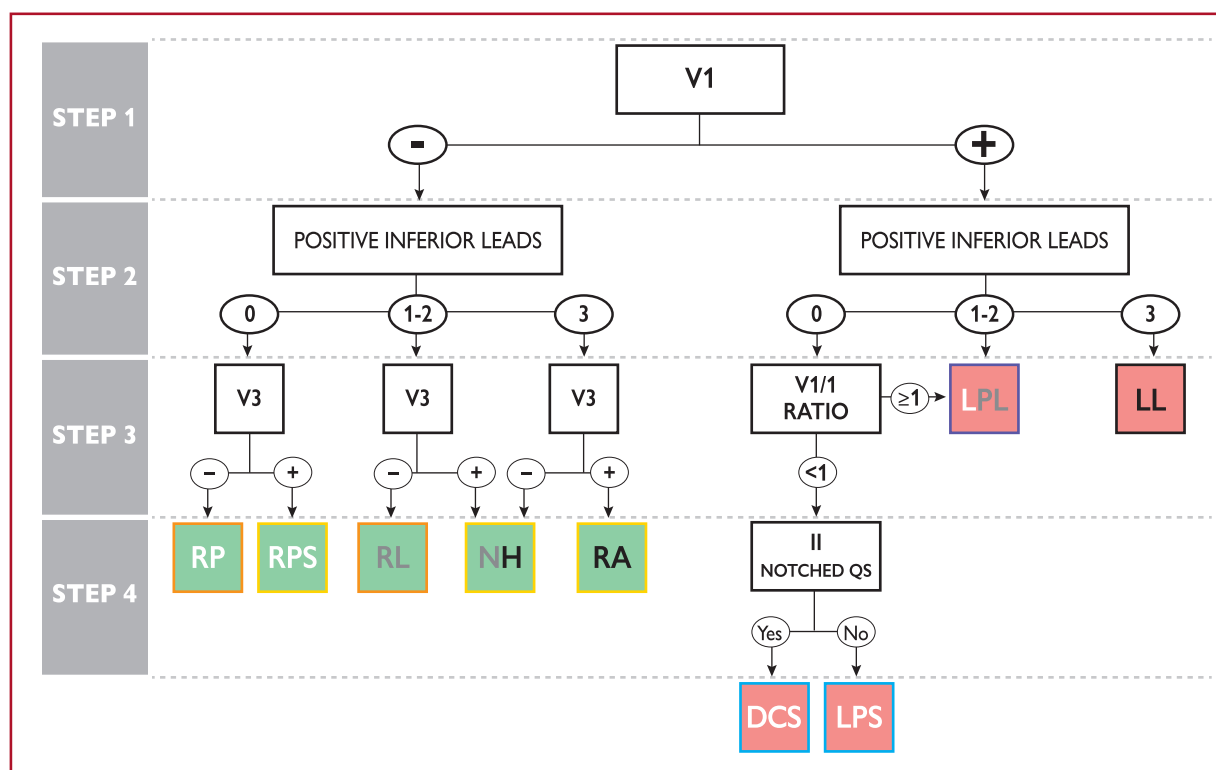 STEP 1
V1
-
+
STEP 2
POSITIVE INFERIOR LEADS
POSITIVE INFERIOR LEADS
0
1-2
3
0
1-2
3
STEP 3
V3
V3
V3
V1/1
RATIO
≥1
LPL
LL
–
+
–
+
–
+
<1
STEP 4
RP
RPS
RL
NH
RA
II
NOTCHED QS
Yes
No
DCS
LPS